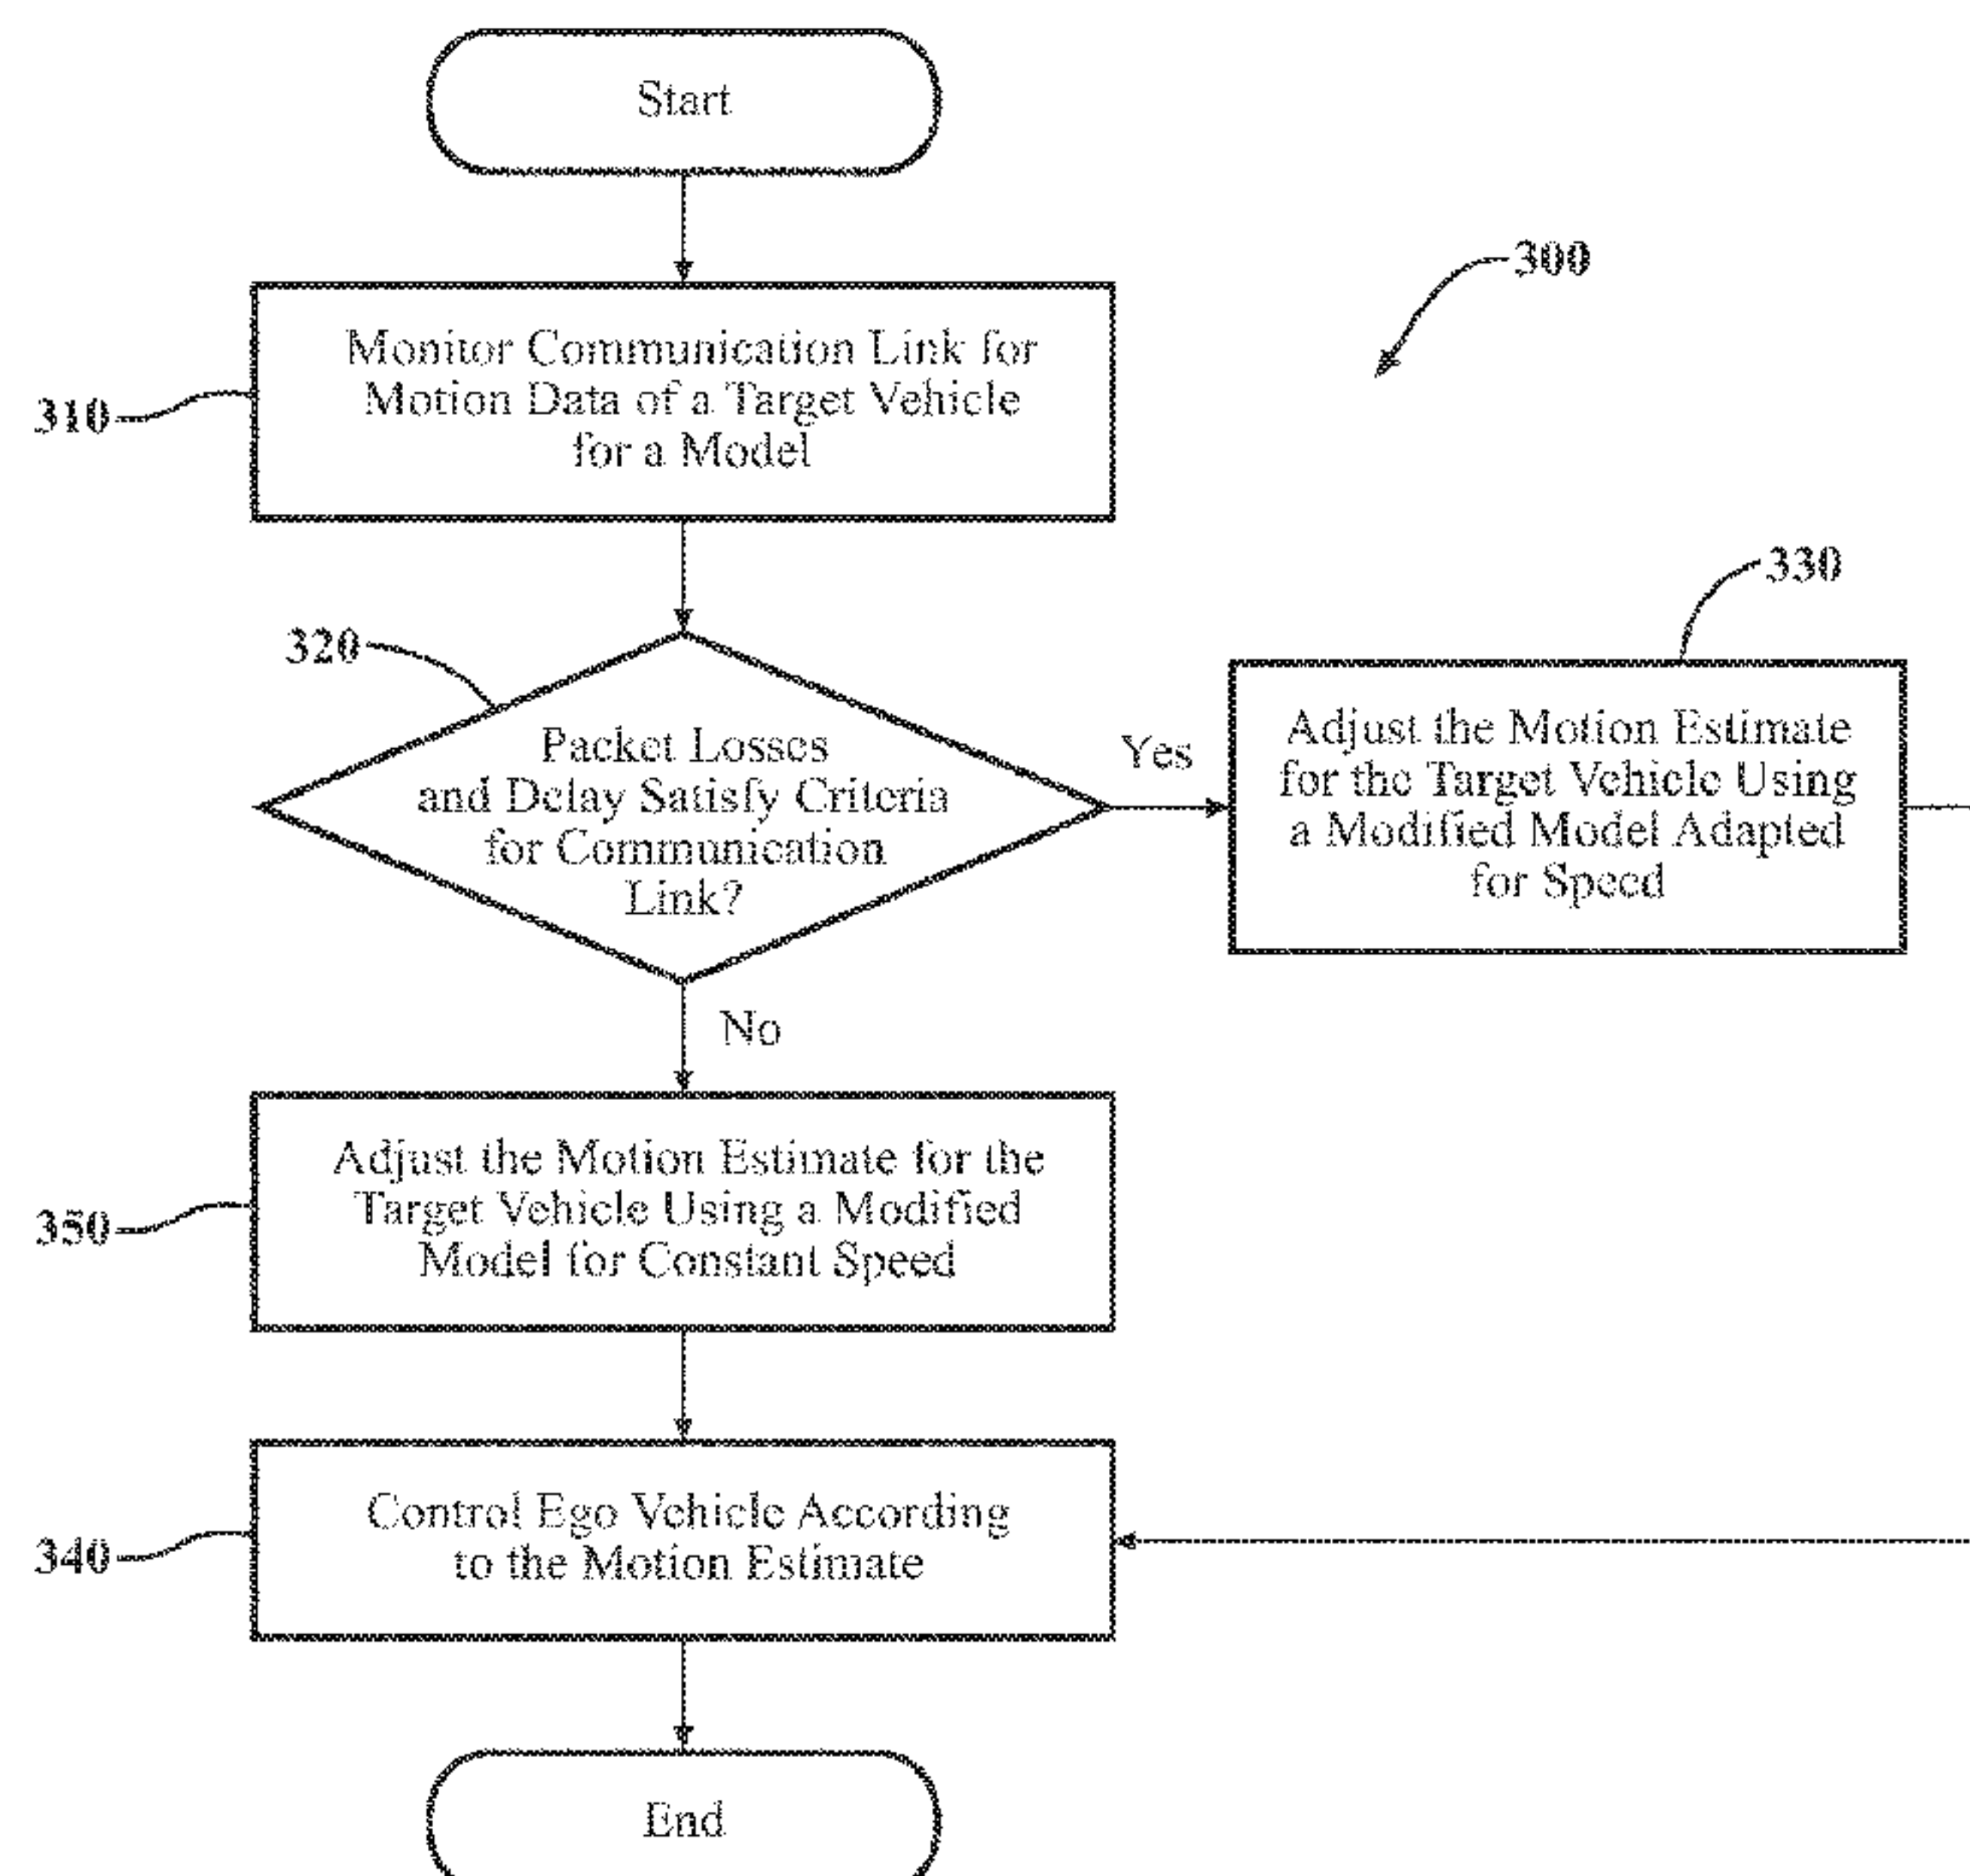 Start
300
Monitor Communication Link for
Motion Data of a Target Vehicle
for a Model
310
330
320
Packet Losses
and Delay Satisfy Criteria
for Communication
Link?
Yes
Adjust the Motion Estimate
for the Target Vehicle Using
a Modified Model Adapted
for Speed
No
Adjust the Motion Estimate for the
Target Vehicle Using a Modified
Model for Constant Speed
350
Control Ego Vehicle According
to the Motion Estimate
340
End